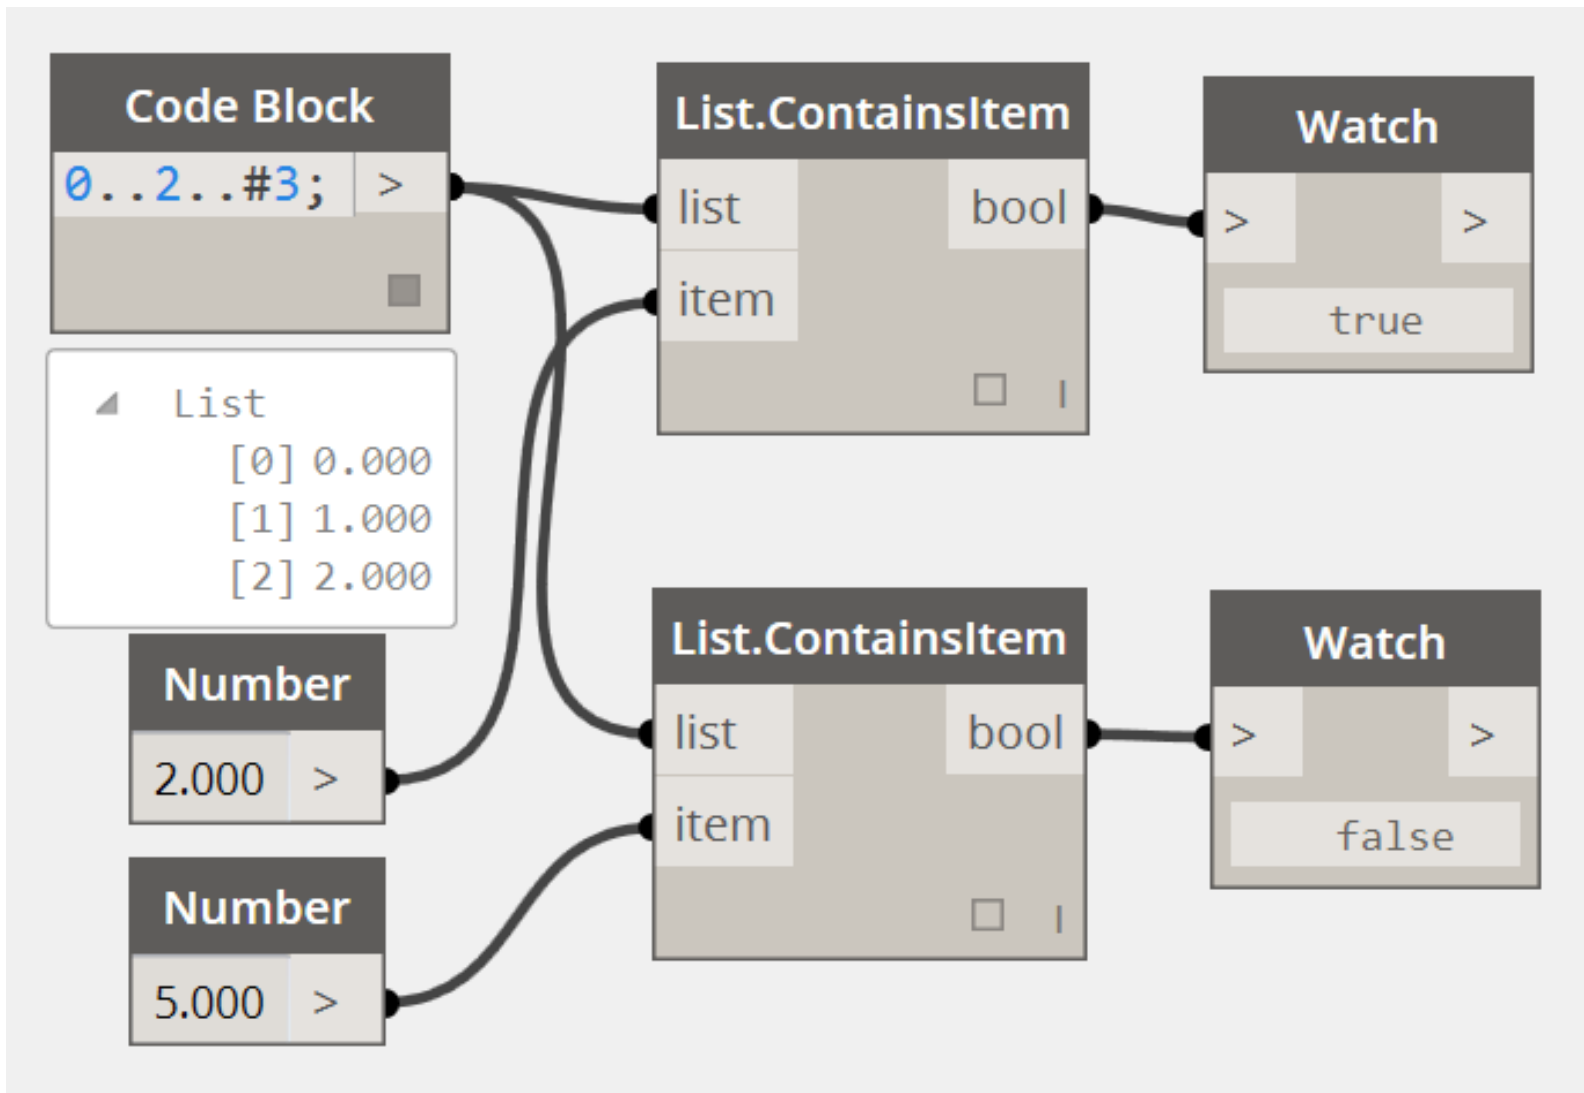 Code Block
0..2..#3; >
List
[0] 0.000
[1] 1.000
[2] 2.000
Number
2.000 >
Number
5.000 >
List.ContainsItem
list bool
item
l
Watch
> >
true
List.ContainsItem
list bool
item
l
Watch
> >
false